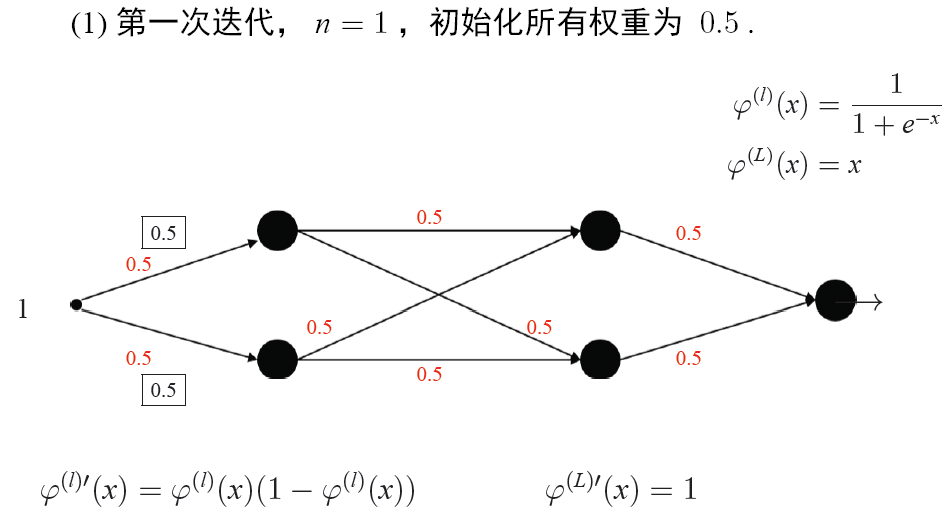 (1) 第一次迭代， n = 1 ，初始化所有权重为 0.5 .
φ^(l)(x) = 1 / (1 + e^−x)
φ^(L)(x) = x
0.5
0.5
0.5
0.5
0.5
1
0.5
0.5
0.5
0.5
0.5
φ^(l)′(x) = φ^(l)(x)(1 − φ^(l)(x)) φ^(L)′(x) = 1